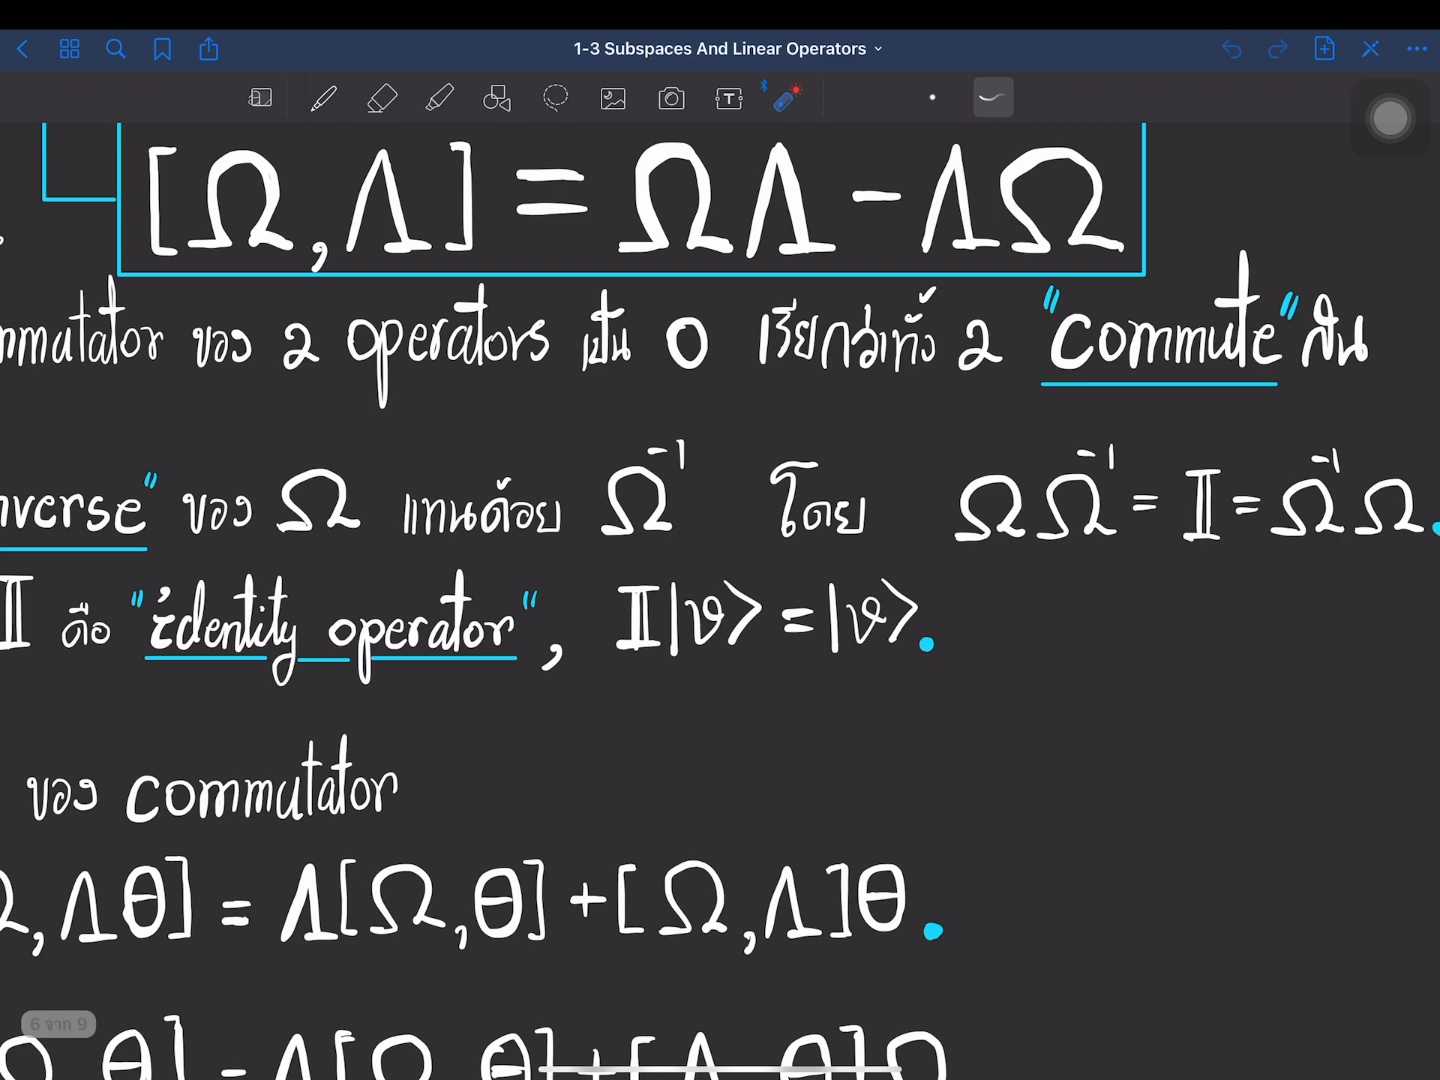 1-3 Subspaces And Linear Operators
[Ω,Λ] = ΩΛ-ΛΩ
mmutator ของ 2 operators เป็น 0 เรียกว่าทั้ง 2 "commute" กัน
nverse" ของ Ω แทนด้วย Ω⁻¹ โดย ΩΩ⁻¹ = 𝕀 = Ω⁻¹Ω.
𝕀 คือ "identity operator", 𝕀|v> = |v>.
ของ commutator
Ω,Λθ] = Λ[Ω,θ] + [Ω,Λ]θ.
6 จาก 9